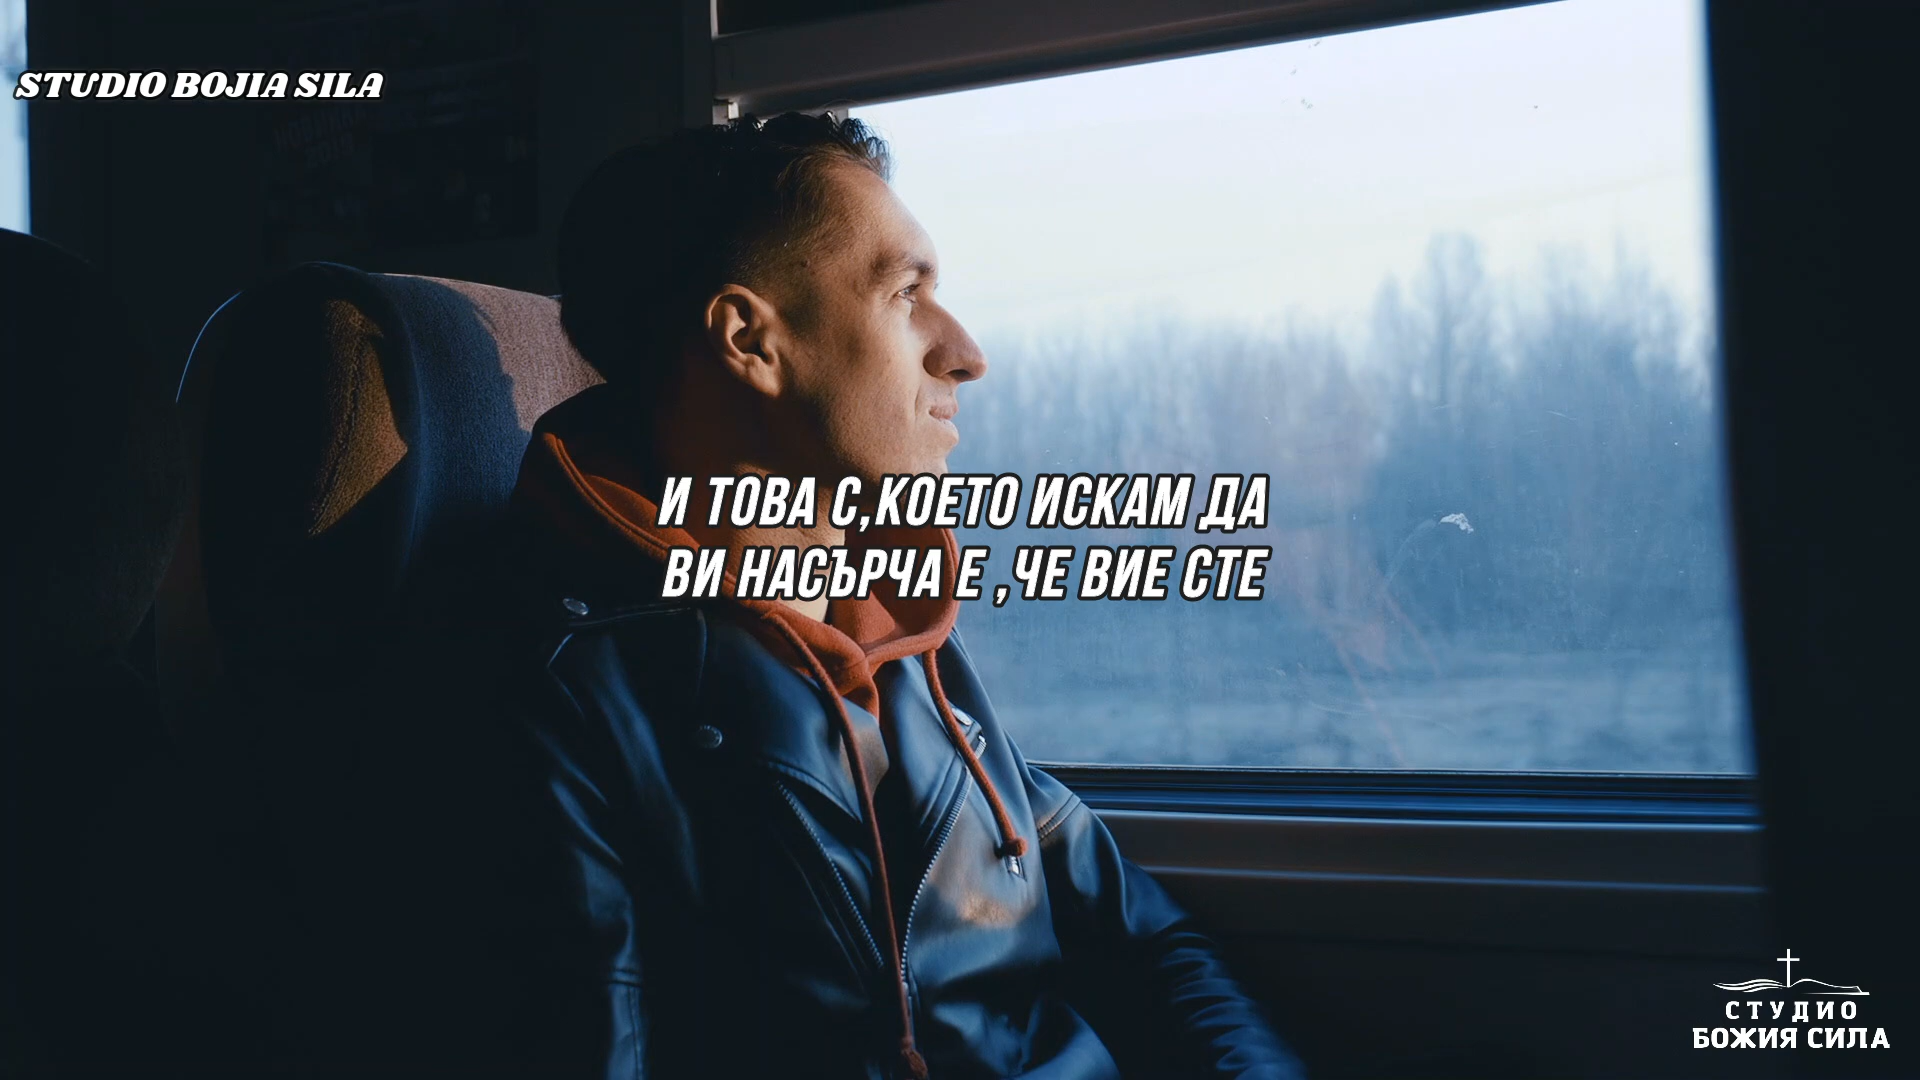 STUDIO BOJIA SILA
И ТОВА С,КОЕТО ИСКАМ ДА
ВИ НАСЪРЧА Е ,ЧЕ ВИЕ СТЕ
СТУДИО
БОЖИЯ СИЛА